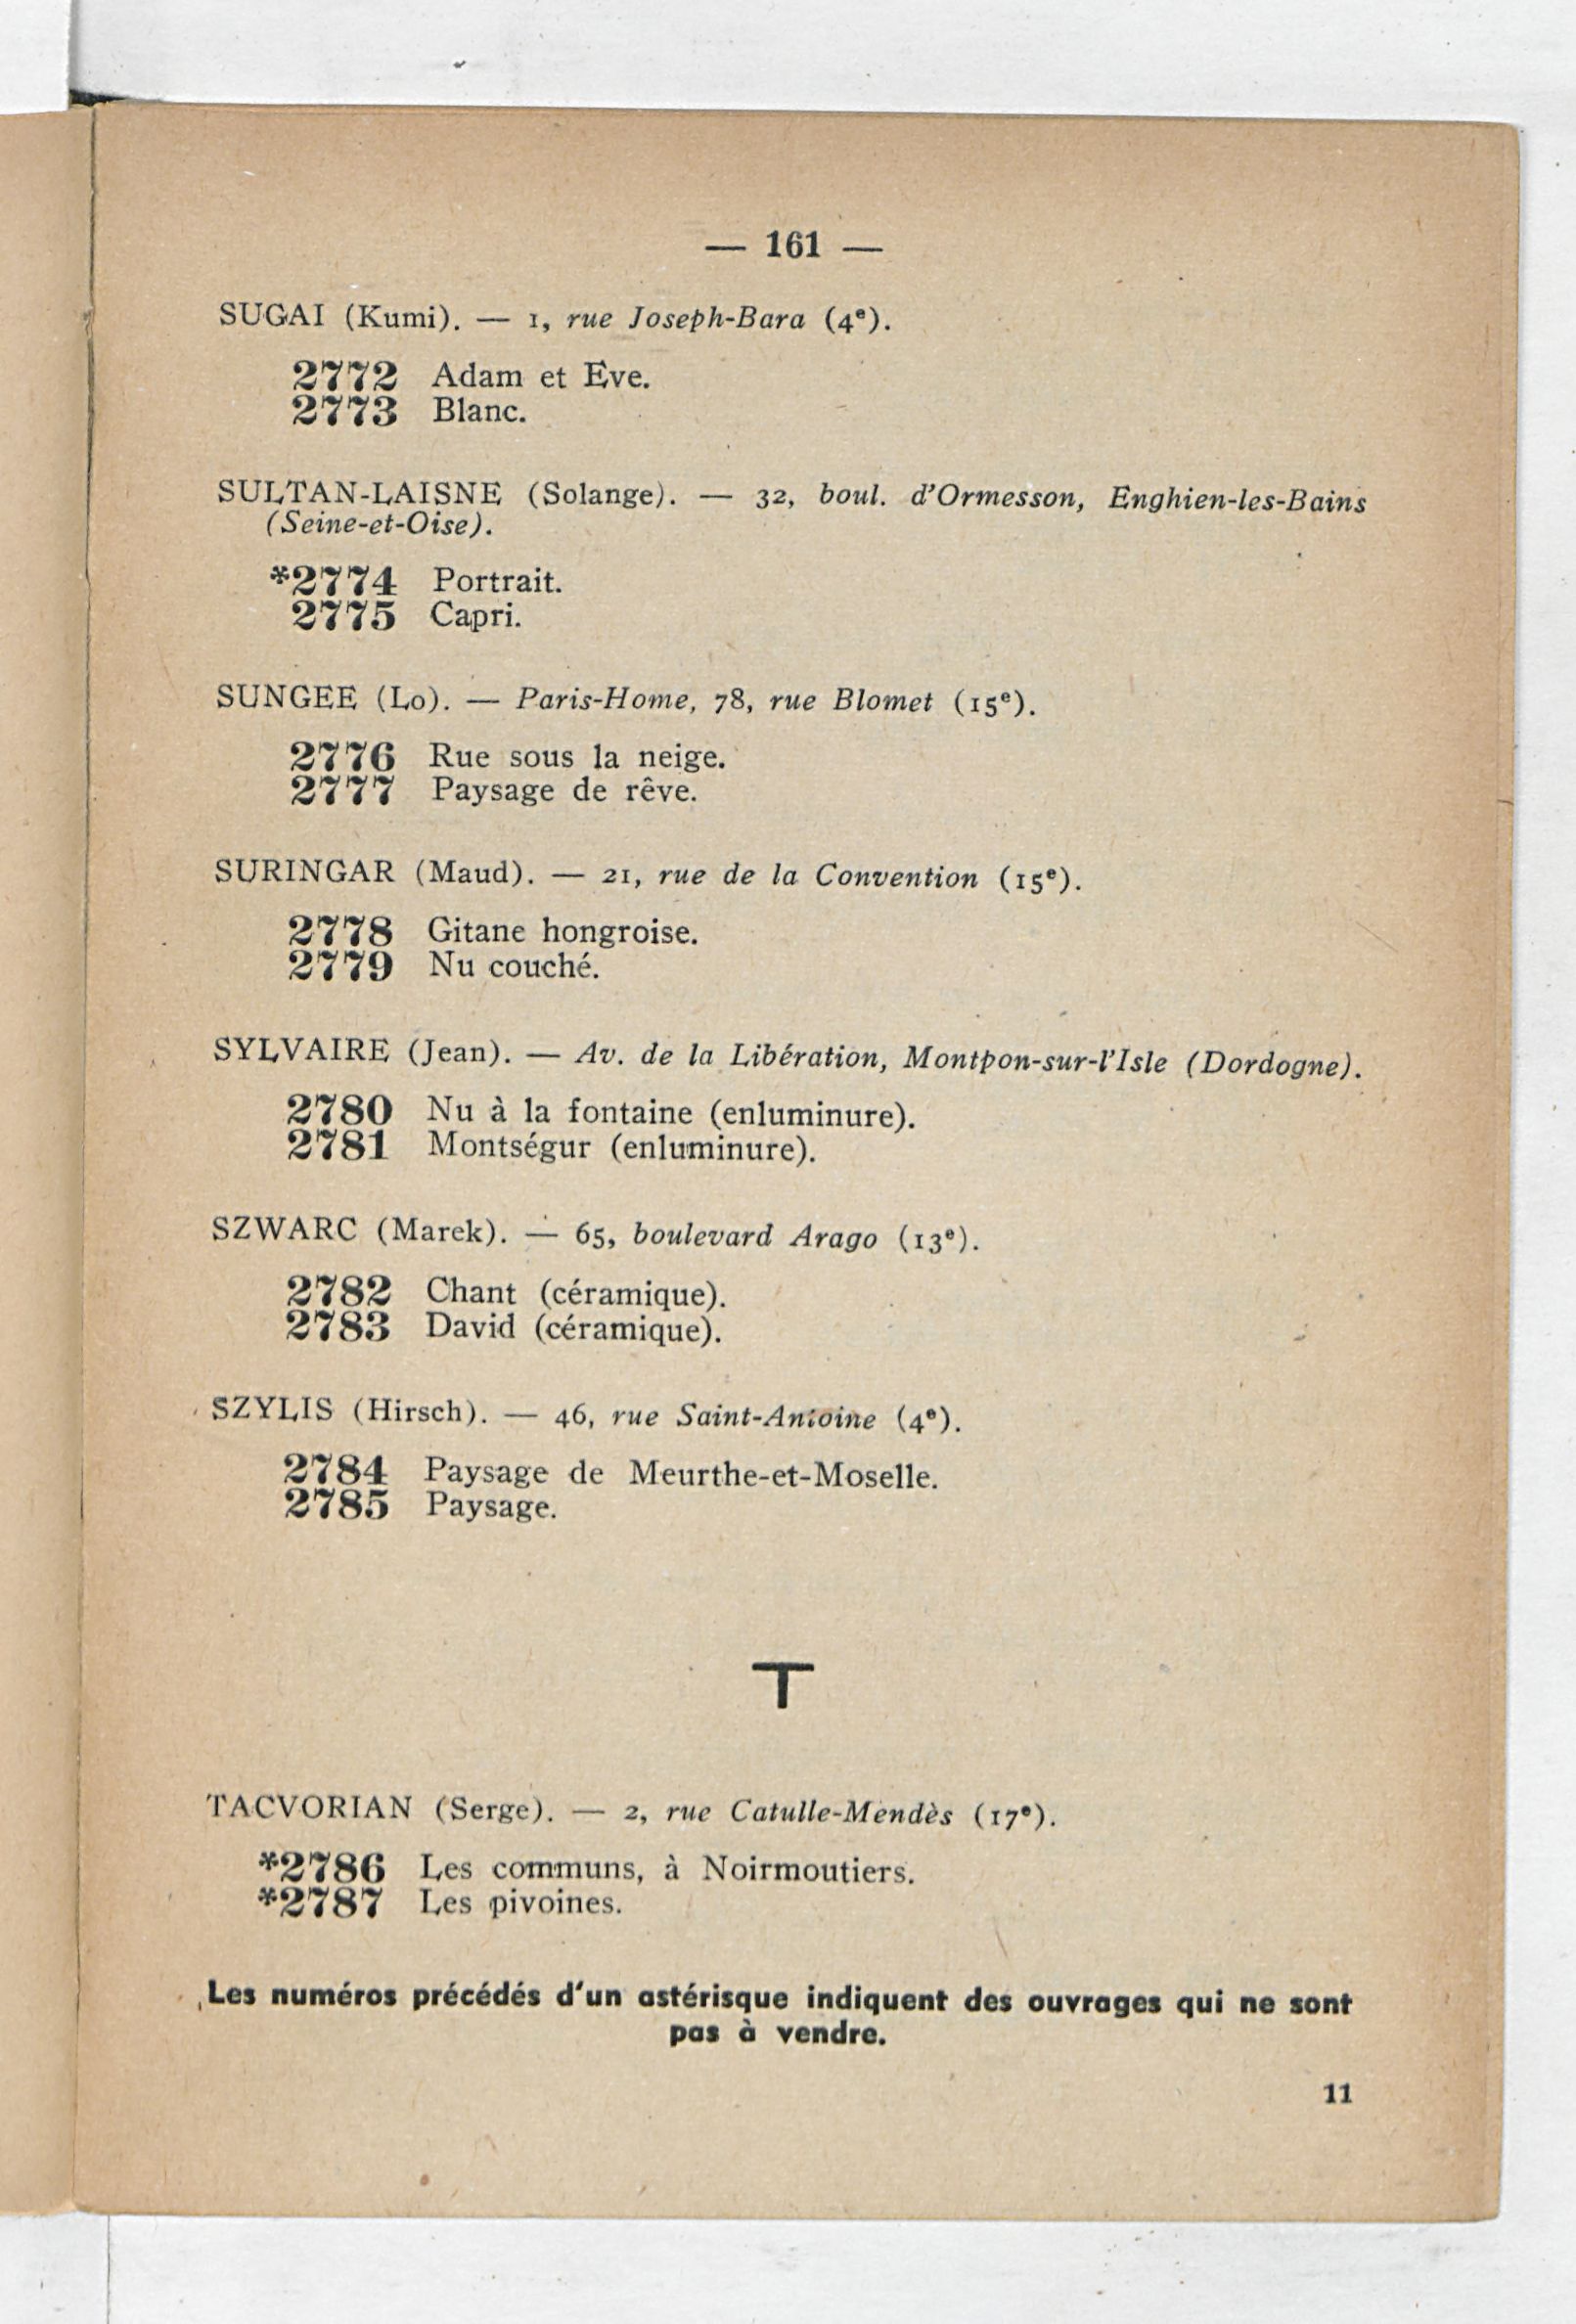 — 161 —
SUGAI (Kumi). — 1, rue Joseph-Bara (4e).
2772 Adam et Eve.
2773 Blanc.
SULTAN-LAISNE (Solange). — 32, boul. d'Ormesson, Enghien-les-Bains
(Seine-et-Oise).
*2774 Portrait.
2775 Capri.
SUNGEE (Lo). — Paris-Home, 78, rue Blomet (15e).
2776 Rue sous la neige.
2777 Paysage de rêve.
SURINGAR (Maud). — 21, rue de la Convention (15e).
2778 Gitane hongroise.
2779 Nu couché.
SYLVAIRE (Jean). — Av. de la Libération, Montpon-sur-l'Isle (Dordogne).
2780 Nu à la fontaine (enluminure).
2781 Montségur (enluminure).
SZWARC (Marek). — 65, boulevard Arago (13e).
2782 Chant (céramique).
2783 David (céramique).
SZYLIS (Hirsch). — 46, rue Saint-Antoine (4e).
2784 Paysage de Meurthe-et-Moselle.
2785 Paysage.
T
TACVORIAN (Serge). — 2, rue Catulle-Mendès (17e).
*2786 Les communs, à Noirmoutiers.
*2787 Les pivoines.
Les numéros précédés d'un astérisque indiquent des ouvrages qui ne sont
pas à vendre.
11